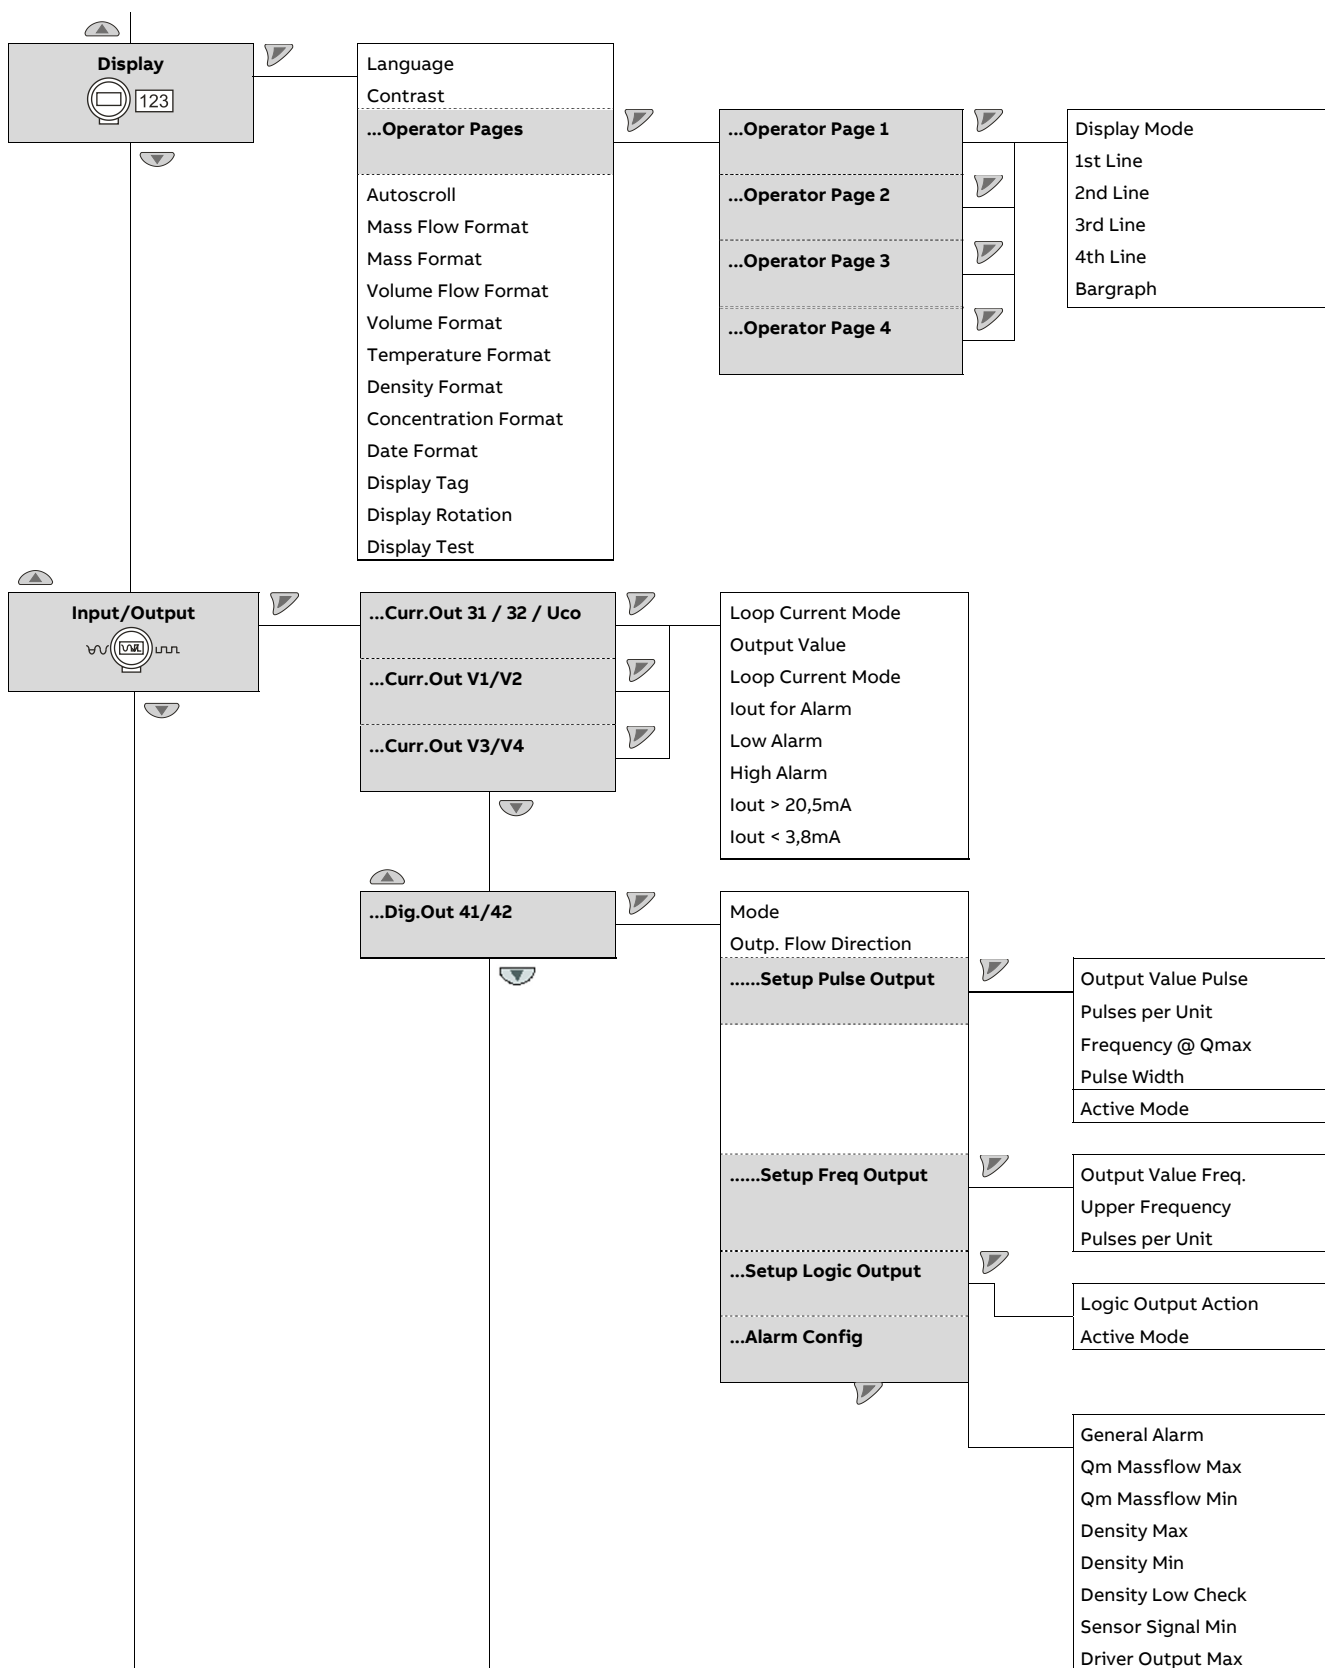 Display
123
Language
Contrast
...Operator Pages
Autoscroll
Mass Flow Format
Mass Format
Volume Flow Format
Volume Format
Temperature Format
Density Format
Concentration Format
Date Format
Display Tag
Display Rotation
Display Test
...Operator Page 1
...Operator Page 2
...Operator Page 3
...Operator Page 4
Display Mode
1st Line
2nd Line
3rd Line
4th Line
Bargraph
Input/Output
...Curr.Out 31 / 32 / Uco
...Curr.Out V1/V2
...Curr.Out V3/V4
Loop Current Mode
Output Value
Loop Current Mode
Iout for Alarm
Low Alarm
High Alarm
Iout > 20,5mA
Iout < 3,8mA
...Dig.Out 41/42
Mode
Outp. Flow Direction
......Setup Pulse Output
......Setup Freq Output
...Setup Logic Output
...Alarm Config
Output Value Pulse
Pulses per Unit
Frequency @ Qmax
Pulse Width
Active Mode
Output Value Freq.
Upper Frequency
Pulses per Unit
Logic Output Action
Active Mode
General Alarm
Qm Massflow Max
Qm Massflow Min
Density Max
Density Min
Density Low Check
Sensor Signal Min
Driver Output Max